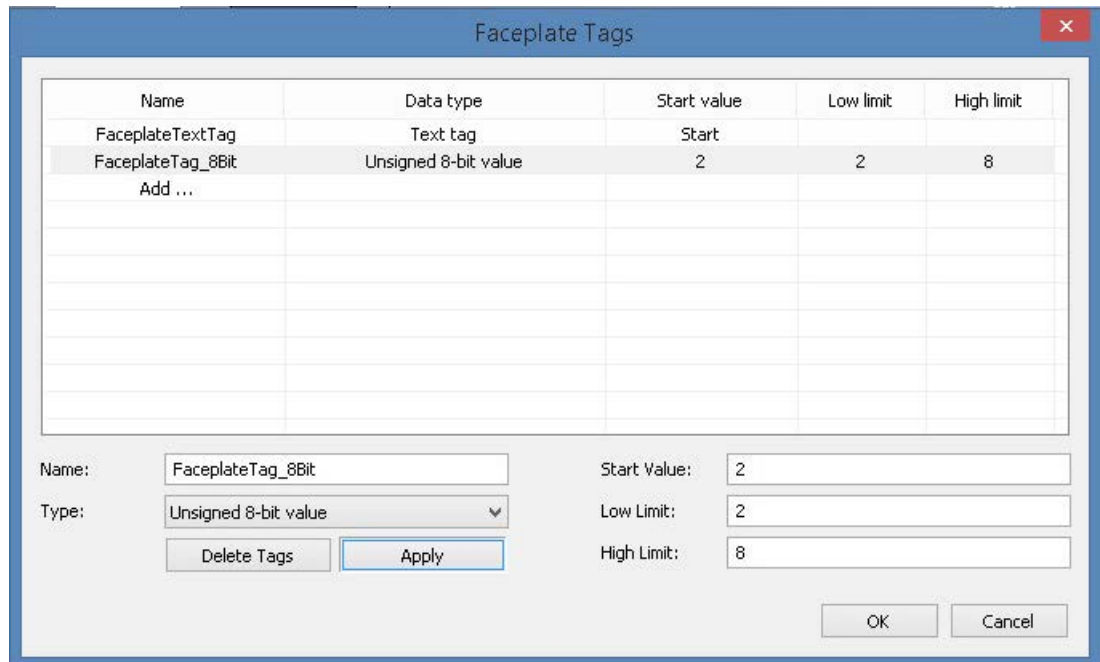 Faceplate Tags
Name Data type Start value Low limit High limit
FaceplateTextTag Text tag Start
FaceplateTag_8Bit Unsigned 8-bit value 2 2 8
Add ...
Name: FaceplateTag_8Bit Start Value: 2
Type: Unsigned 8-bit value Low Limit: 2
Delete Tags Apply High Limit: 8
OK Cancel